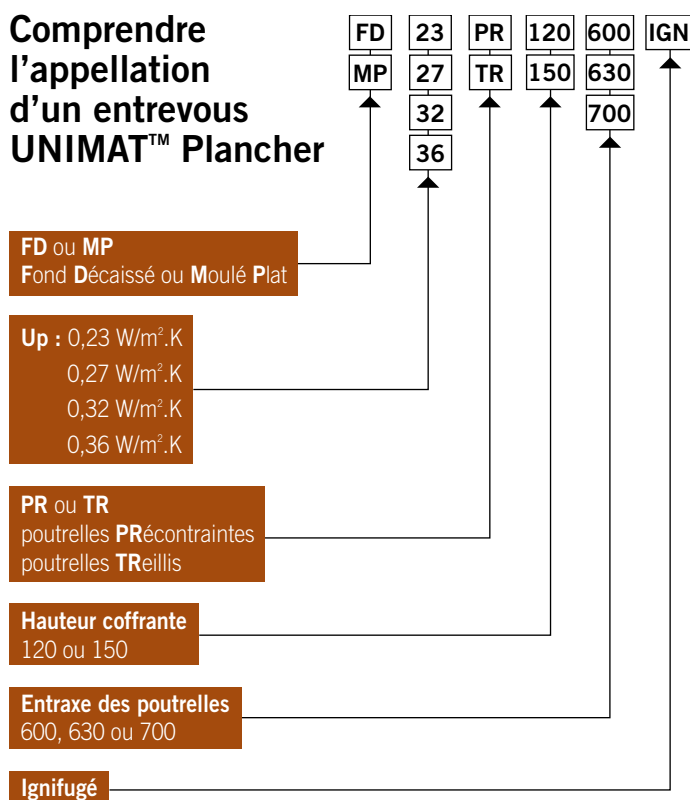 Comprendre
l'appellation
d'un entrevous
UNIMAT™ Plancher
FD 23 PR 120 600 IGN
MP 27 TR 150 630
32 700
36
FD ou MP
Fond Décaissé ou Moulé Plat
Up : 0,23 W/m².K
0,27 W/m².K
0,32 W/m².K
0,36 W/m².K
PR ou TR
poutrelles PRécontraintes
poutrelles TReillis
Hauteur coffrante
120 ou 150
Entraxe des poutrelles
600, 630 ou 700
Ignifugé